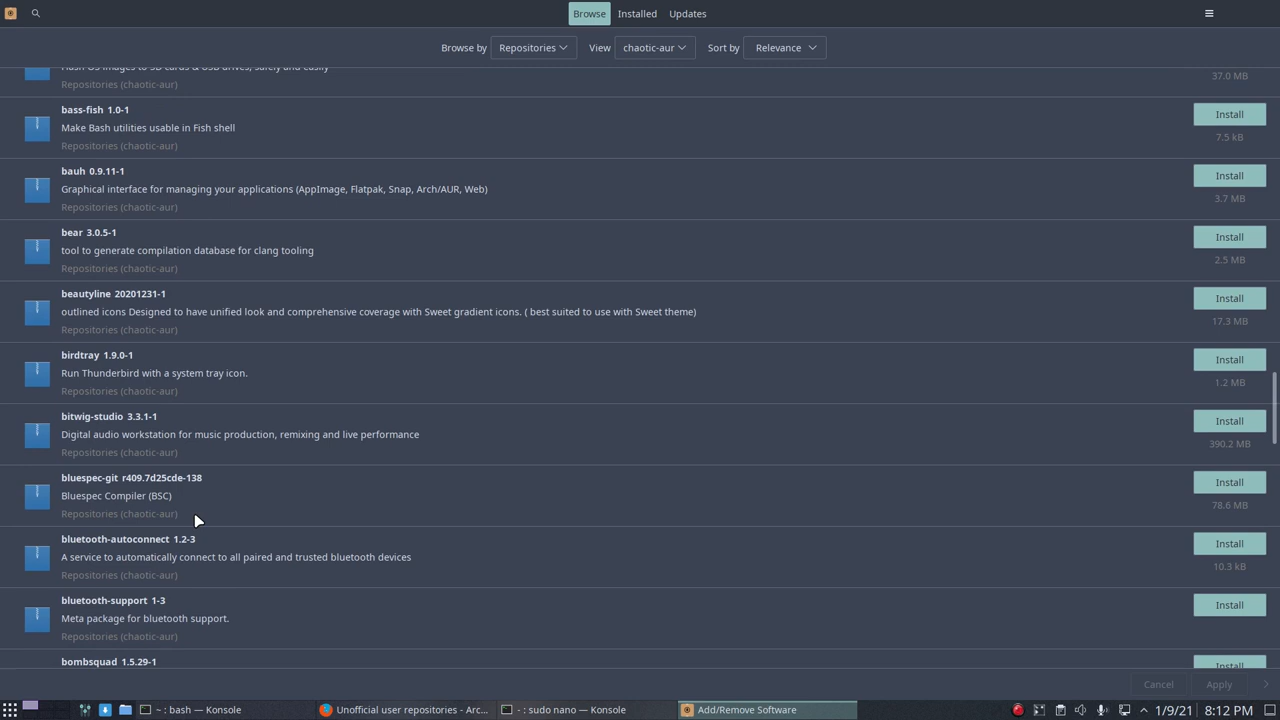 Browse Installed Updates
Browse by Repositories View chaotic-aur Sort by Relevance
Flash OS images to SD cards & USB drives, safely and easily
Repositories (chaotic-aur)
37.0 MB
bass-fish 1.0-1
Make Bash utilities usable in Fish shell
Repositories (chaotic-aur)
Install
7.5 kB
bauh 0.9.11-1
Graphical interface for managing your applications (AppImage, Flatpak, Snap, Arch/AUR, Web)
Repositories (chaotic-aur)
Install
3.7 MB
bear 3.0.5-1
tool to generate compilation database for clang tooling
Repositories (chaotic-aur)
Install
2.5 MB
beautyline 20201231-1
outlined icons Designed to have unified look and comprehensive coverage with Sweet gradient icons. ( best suited to use with Sweet theme)
Repositories (chaotic-aur)
Install
17.3 MB
birdtray 1.9.0-1
Run Thunderbird with a system tray icon.
Repositories (chaotic-aur)
Install
1.2 MB
bitwig-studio 3.3.1-1
Digital audio workstation for music production, remixing and live performance
Repositories (chaotic-aur)
Install
390.2 MB
bluespec-git r409.7d25cde-138
Bluespec Compiler (BSC)
Repositories (chaotic-aur)
Install
78.6 MB
bluetooth-autoconnect 1.2-3
A service to automatically connect to all paired and trusted bluetooth devices
Repositories (chaotic-aur)
Install
10.3 kB
bluetooth-support 1-3
Meta package for bluetooth support.
Repositories (chaotic-aur)
Install
bombsquad 1.5.29-1
Install
Cancel Apply
~ : bash — Konsole Unofficial user repositories - Arc... - : sudo nano — Konsole Add/Remove Software 1/9/21 8:12 PM